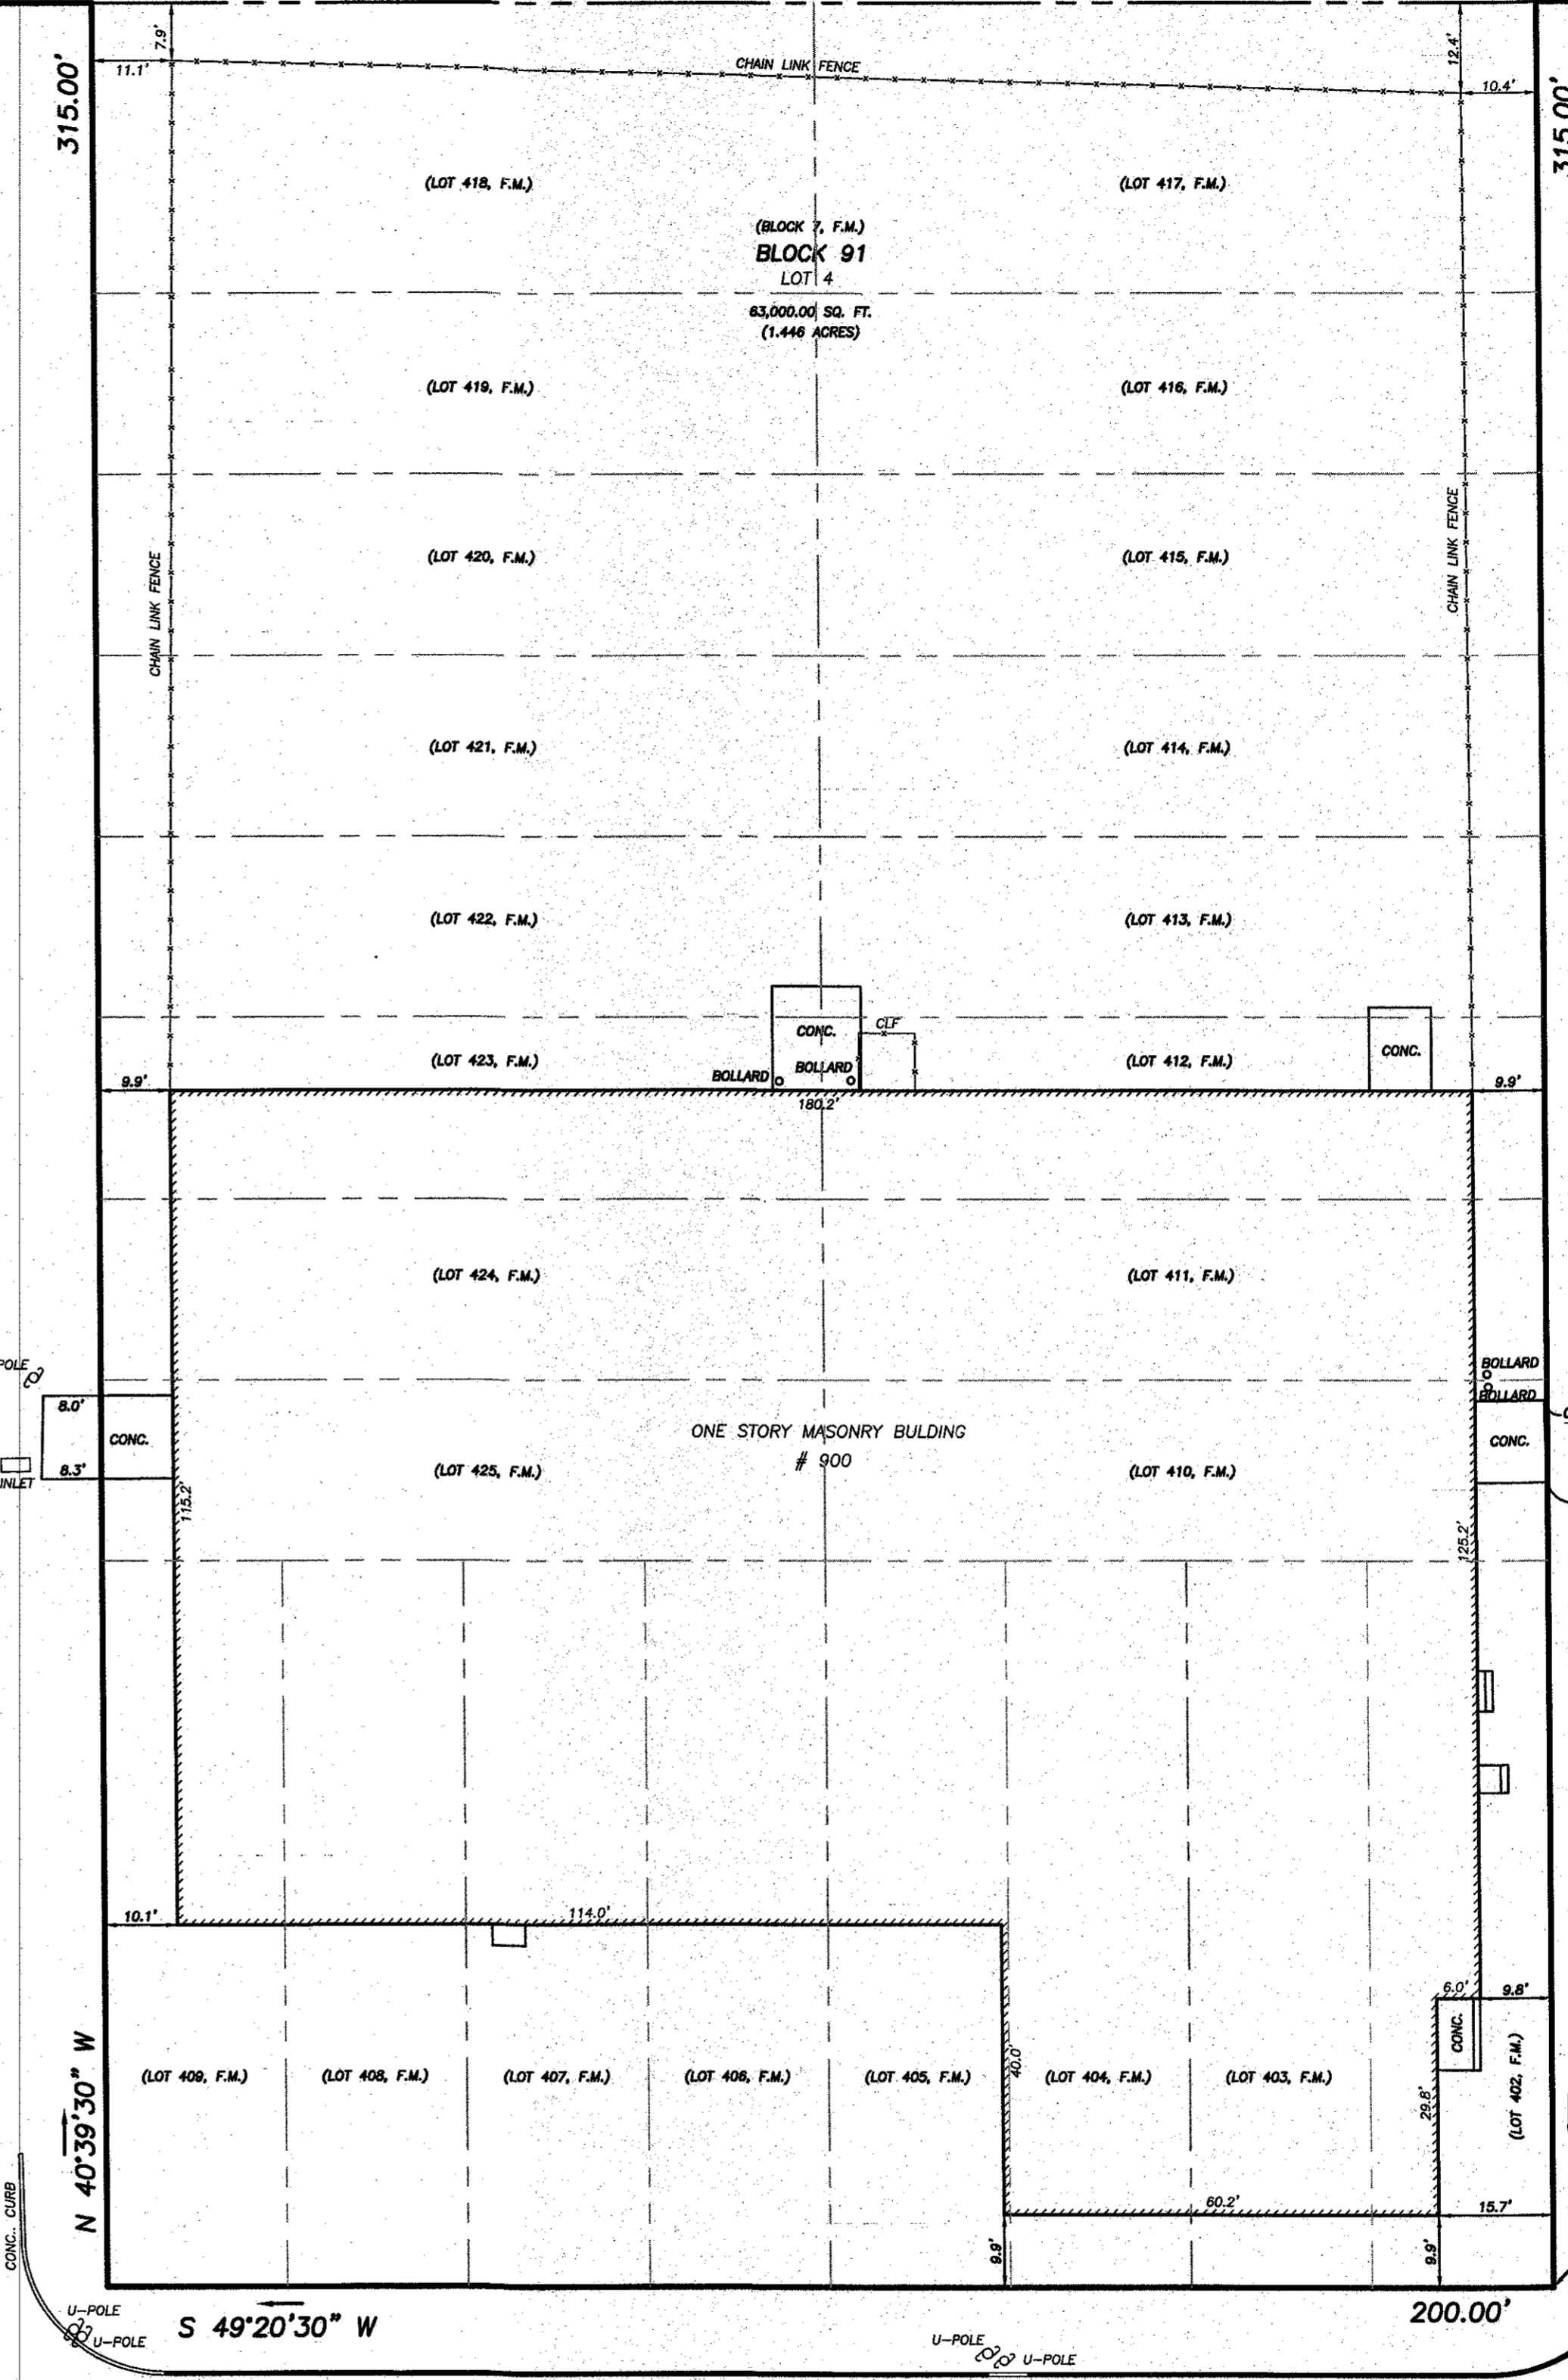 7.9'
12.4'
11.1'
CHAIN LINK FENCE
10.4'
315.00'
315.00'
(LOT 418, F.M.)
(LOT 417, F.M.)
(BLOCK 7, F.M.)
BLOCK 91
LOT 4
63,000.00 SQ. FT.
(1.446 ACRES)
(LOT 419, F.M.)
(LOT 416, F.M.)
CHAIN LINK FENCE
CHAIN LINK FENCE
(LOT 420, F.M.)
(LOT 415, F.M.)
(LOT 421, F.M.)
(LOT 414, F.M.)
(LOT 422, F.M.)
(LOT 413, F.M.)
CONC.
CLF
CONC.
(LOT 423, F.M.)
BOLLARD
BOLLARD
(LOT 412, F.M.)
9.9'
180.2'
9.9'
(LOT 424, F.M.)
(LOT 411, F.M.)
POLE
BOLLARD
BOLLARD
8.0'
CONC.
CONC.
ONE STORY MASONRY BULDING
# 900
8.3'
INLET
(LOT 425, F.M.)
(LOT 410, F.M.)
115.2'
125.2'
10.1'
114.0'
6.0'
9.8'
CONC.
(LOT 409, F.M.)
(LOT 408, F.M.)
(LOT 407, F.M.)
(LOT 406, F.M.)
(LOT 405, F.M.)
40.0'
(LOT 404, F.M.)
(LOT 403, F.M.)
29.8'
(LOT 402, F.M.)
N 40°39'30" W
CONC.. CURB
60.2'
15.7'
9.9'
9.9'
U-POLE
U-POLE
S 49°20'30" W
200.00'
U-POLE
U-POLE